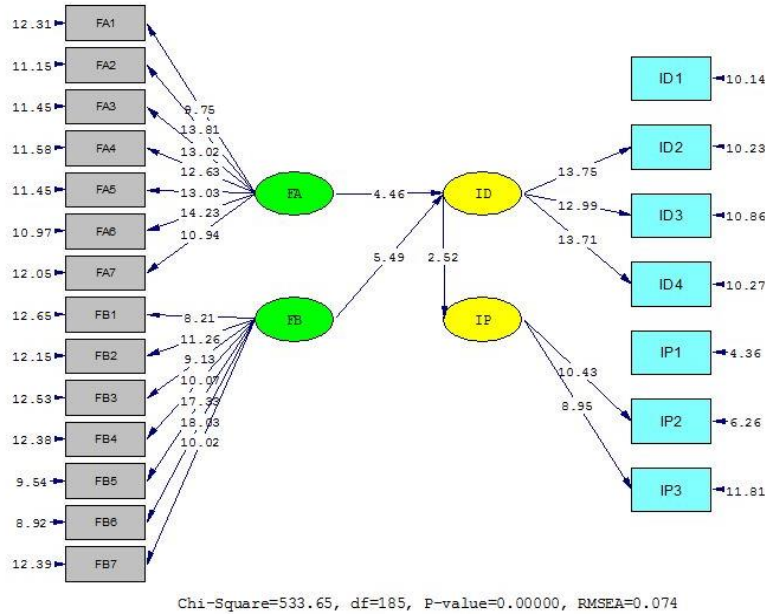 12.31 FA1
11.15 FA2
11.45 FA3
11.58 FA4
11.45 FA5
10.97 FA6
12.05 FA7
12.65 FB1
12.15 FB2
12.53 FB3
12.38 FB4
9.54 FB5
8.92 FB6
12.39 FB7
9.75
13.81
13.02
12.63
13.03
14.23
10.94
8.21
11.26
9.13
10.07
17.33
18.03
10.02
FA
FB
4.46
5.49
2.52
ID
IP
13.75
12.99
13.71
10.43
8.95
ID1 10.14
ID2 10.23
ID3 10.86
ID4 10.27
IP1 4.36
IP2 6.26
IP3 11.81
Chi-Square=533.65, df=185, P-value=0.00000, RMSEA=0.074